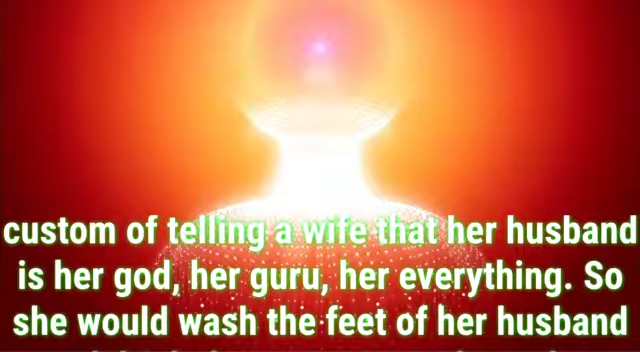 custom of telling a wife that her husband
is her god, her guru, her everything. So
she would wash the feet of her husband